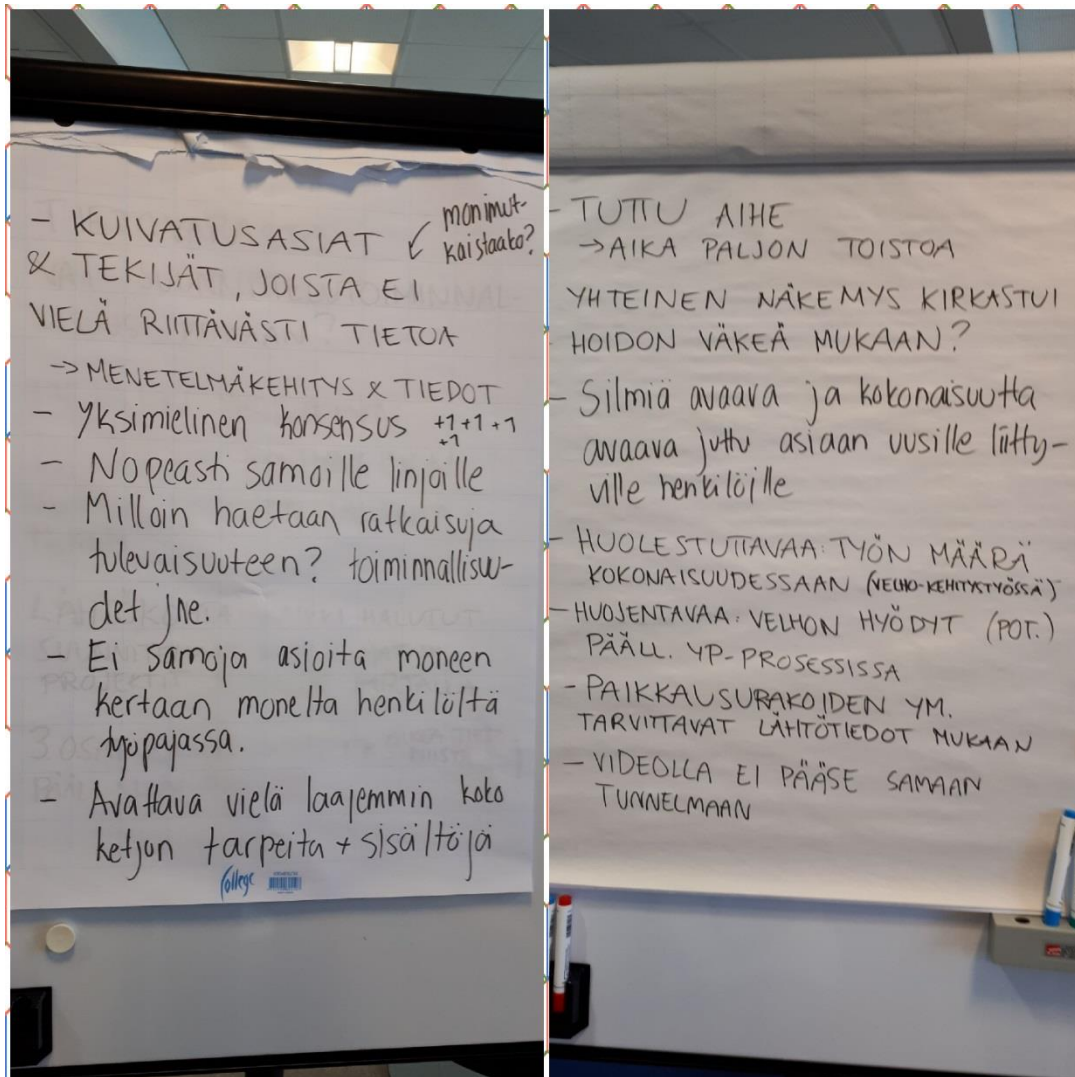 - KUIVATUSASIAT ↙ monimut-
kaistaako?
& TEKIJÄT, JOISTA EI
VIELÄ RIITTÄVÄSTI TIETOA
-> MENETELMÄKEHITYS & TIEDOT
- Yksimielinen konsensus +1 +1 +1
+1
- Nopeasti samoille linjoille
- Milloin haetaan ratkaisuja
tulevaisuuteen? toiminnallisuu-
det jne.
- Ei samoja asioita moneen
kertaan monelta henkilöltä
työpajassa.
- Avattava vielä laajemmin koko
ketjun tarpeita + sisältöjä
College
- TUTTU AIHE
-> AIKA PALJON TOISTOA
- YHTEINEN NÄKEMYS KIRKASTUI
- HOIDON VÄKEÄ MUKAAN?
- Silmiä avaava ja kokonaisuutta
avaava juttu asiaan uusille liitty-
ville henkilöille
- HUOLESTUTTAVAA: TYÖN MÄÄRÄ
KOKONAISUUDESSAAN (VELHO-KEHITYSTYÖSSÄ)
- HUOJENTAVAA: VELHON HYÖDYT (POT.)
PÄÄLL. YP-PROSESSISSA
- PAIKKAUSURAKOIDEN YM.
TARVITTAVAT LÄHTÖTIEDOT MUKAAN
- VIDEOLLA EI PÄÄSE SAMAAN
TUNNELMAAN